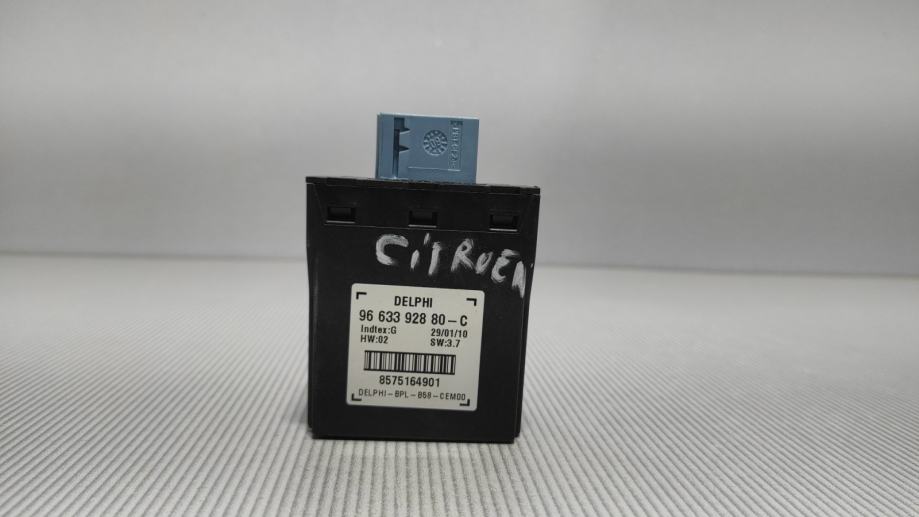 CiTROEN
DELPHI
96 633 928 80-C
Indtex:G 29/01/10
HW:02 SW:3.7
8575164901
DELPHI-BPL-B58-CEM00